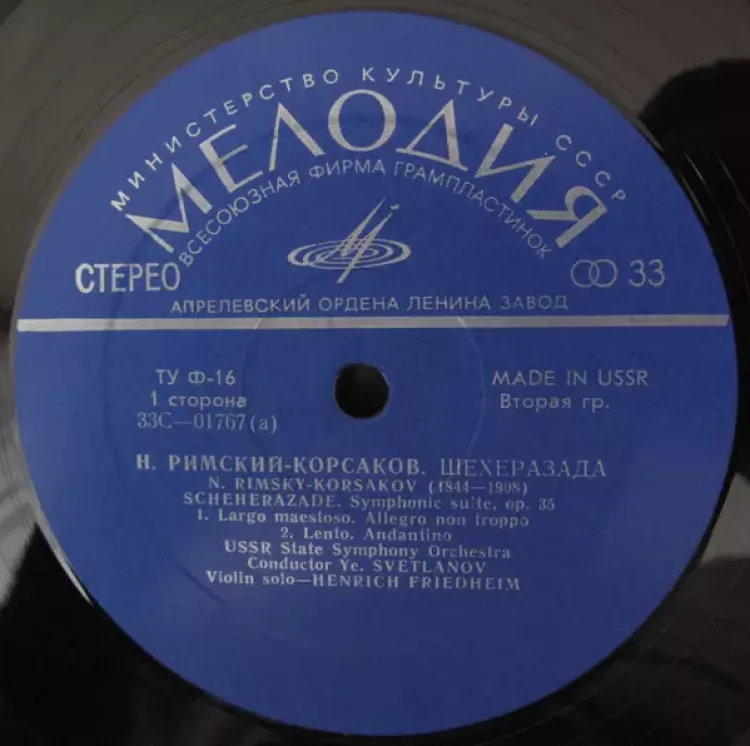 МИНИСТЕРСТВО КУЛЬТУРЫ СССР
МЕЛОДИЯ
ВСЕСОЮЗНАЯ ФИРМА ГРАМПЛАСТИНОК
СТЕРЕО
33
АПРЕЛЕВСКИЙ ОРДЕНА ЛЕНИНА ЗАВОД
ТУ Ф-16
MADE IN USSR
1 сторона
Вторая гр.
33С—01767(а)
Н. РИМСКИЙ-КОРСАКОВ. ШЕХЕРАЗАДА
N. RIMSKY-KORSAKOV (1844—1908)
SCHEHERAZADE. Symphonic suite, op. 35
1. Largo maestoso. Allegro non troppo
2. Lento. Andantino
USSR State Symphony Orchestra
Conductor Ye. SVETLANOV
Violin solo—HENRICH FRIEDHEIM